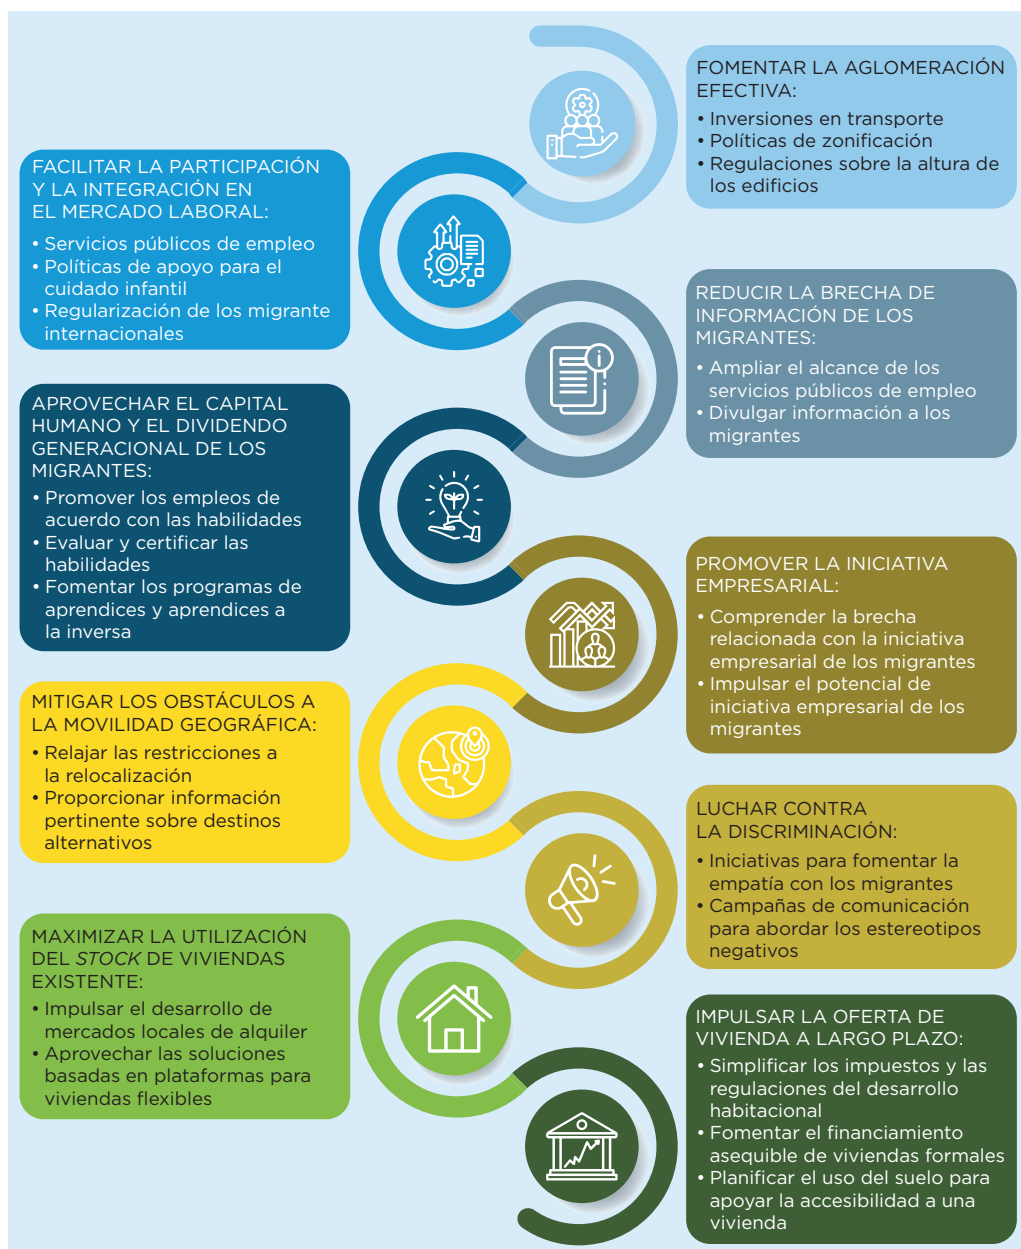 FOMENTAR LA AGLOMERACIÓN
EFECTIVA:
• Inversiones en transporte
• Políticas de zonificación
• Regulaciones sobre la altura de
los edificios
FACILITAR LA PARTICIPACIÓN
Y LA INTEGRACIÓN EN
EL MERCADO LABORAL:
• Servicios públicos de empleo
• Políticas de apoyo para el
cuidado infantil
• Regularización de los migrante
internacionales
REDUCIR LA BRECHA DE
INFORMACIÓN DE LOS
MIGRANTES:
• Ampliar el alcance de los
servicios públicos de empleo
• Divulgar información a los
migrantes
APROVECHAR EL CAPITAL
HUMANO Y EL DIVIDENDO
GENERACIONAL DE LOS
MIGRANTES:
• Promover los empleos de
acuerdo con las habilidades
• Evaluar y certificar las
habilidades
• Fomentar los programas de
aprendices y aprendices a
la inversa
PROMOVER LA INICIATIVA
EMPRESARIAL:
• Comprender la brecha
relacionada con la iniciativa
empresarial de los migrantes
• Impulsar el potencial de
iniciativa empresarial de los
migrantes
MITIGAR LOS OBSTÁCULOS A
LA MOVILIDAD GEOGRÁFICA:
• Relajar las restricciones a
la relocalización
• Proporcionar información
pertinente sobre destinos
alternativos
LUCHAR CONTRA
LA DISCRIMINACIÓN:
• Iniciativas para fomentar la
empatía con los migrantes
• Campañas de comunicación
para abordar los estereotipos
negativos
MAXIMIZAR LA UTILIZACIÓN
DEL STOCK DE VIVIENDAS
EXISTENTE:
• Impulsar el desarrollo de
mercados locales de alquiler
• Aprovechar las soluciones
basadas en plataformas para
viviendas flexibles
IMPULSAR LA OFERTA DE
VIVIENDA A LARGO PLAZO:
• Simplificar los impuestos y las
regulaciones del desarrollo
habitacional
• Fomentar el financiamiento
asequible de viviendas formales
• Planificar el uso del suelo para
apoyar la accesibilidad a una
vivienda